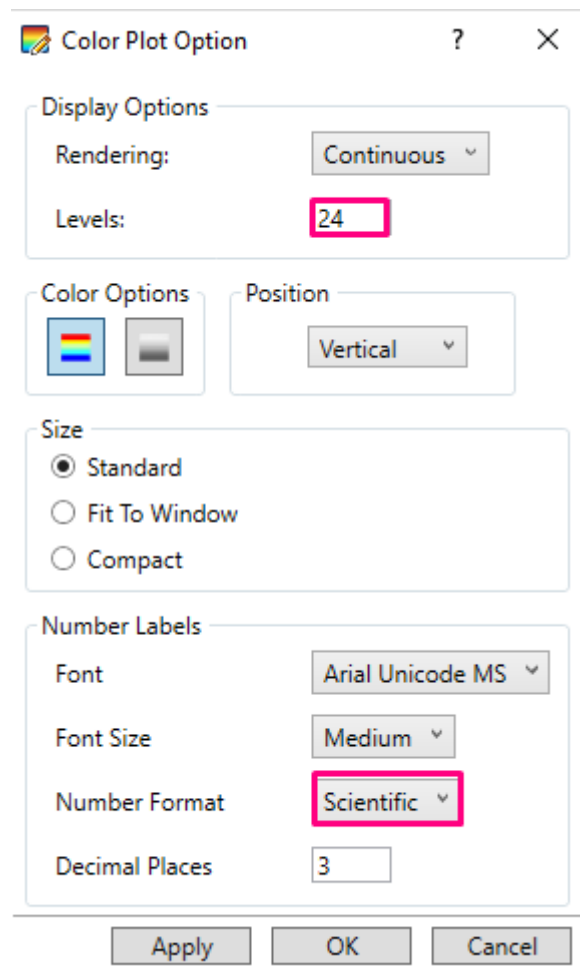 Color Plot Option ?
Display Options
Rendering: Continuous
Levels: 24
Color Options Position
Vertical
Size
Standard
Fit To Window
Compact
Number Labels
Font Arial Unicode MS
Font Size Medium
Number Format Scientific
Decimal Places 3
Apply OK Cancel